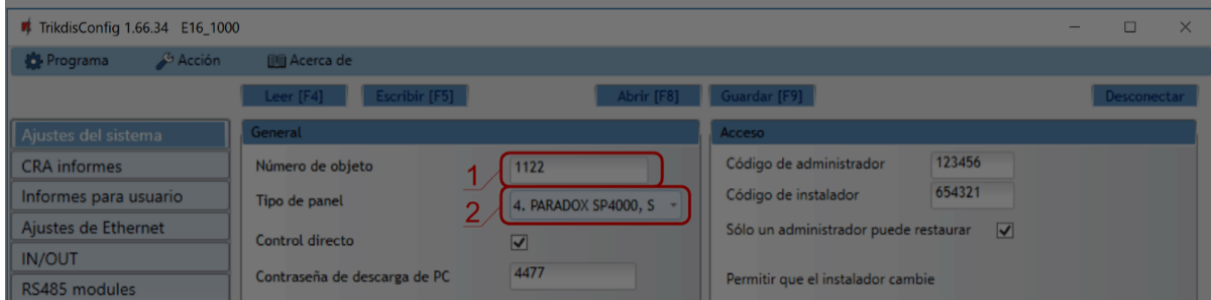 TrikdisConfig 1.66.34 E16_1000
Programa Acción Acerca de
Leer [F4] Escribir [F5] Abrir [F8] Guardar [F9] Desconectar
Ajustes del sistema
CRA informes
Informes para usuario
Ajustes de Ethernet
IN/OUT
RS485 modules
General
Número de objeto 1 1122
Tipo de panel 2 4. PARADOX SP4000, S
Control directo
Contraseña de descarga de PC 4477
Acceso
Código de administrador 123456
Código de instalador 654321
Sólo un administrador puede restaurar
Permitir que el instalador cambie